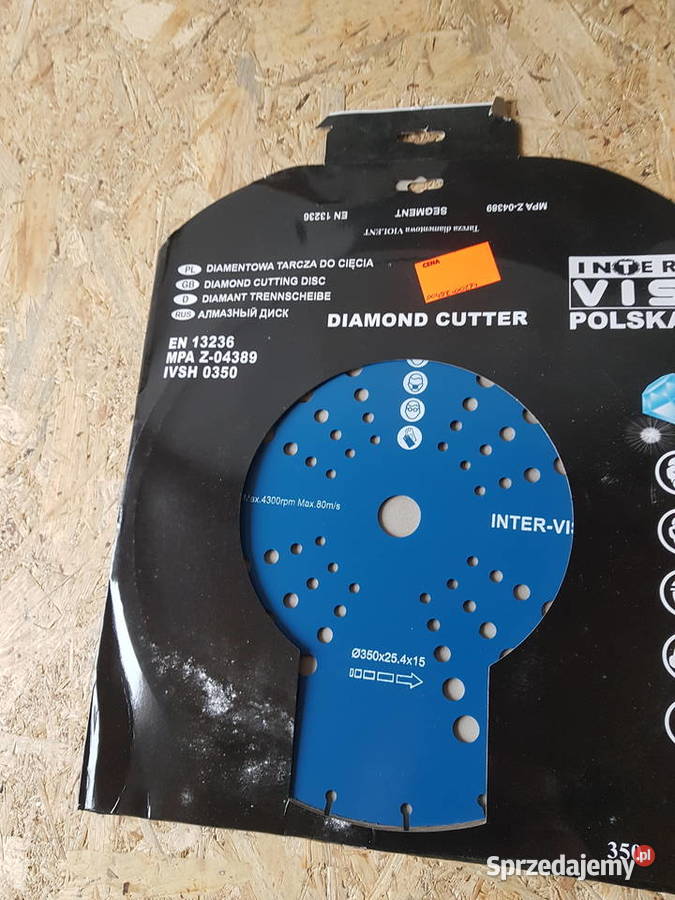 MPA Z-04389
SEGMENT
EN 13236
Tarcza diamentowa VIOLENT
CENA
PL DIAMENTOWA TARCZA DO CIĘCIA
GB DIAMOND CUTTING DISC
D DIAMANT TRENNSCHEIBE
RUS АЛМАЗНЫЙ ДИСК
DIAMOND CUTTER
INTER
VIS
POLSKA
EN 13236
MPA Z-04389
IVSH 0350
Max.4300rpm Max.80m/s
INTER-VIS
Ø350x25.4x15
350
Sprzedajemy.pl